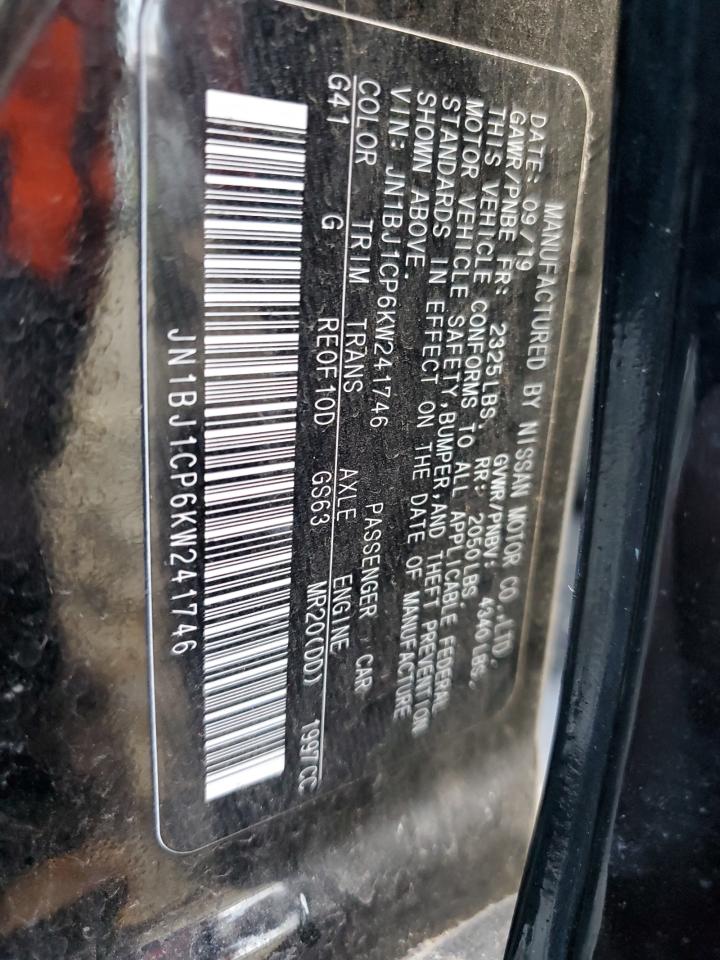 MANUFACTURED BY NISSAN MOTOR CO.,LTD.
DATE: 09/19 GVWR/PNBV: 4340 LBS.
GAWR/PNBE FR: 2325 LBS. RR: 2050 LBS.
THIS VEHICLE CONFORMS TO ALL APPLICABLE FEDERAL
MOTOR VEHICLE SAFETY,BUMPER,AND THEFT PREVENTION
STANDARDS IN EFFECT ON THE DATE OF MANUFACTURE
SHOWN ABOVE.
VIN: JN1BJ1CP6KW241746 PASSENGER CAR
COLOR TRIM TRANS AXLE ENGINE
G41 G RE0F10D GS63 MR20(DD) 1997CC
JN1BJ1CP6KW241746